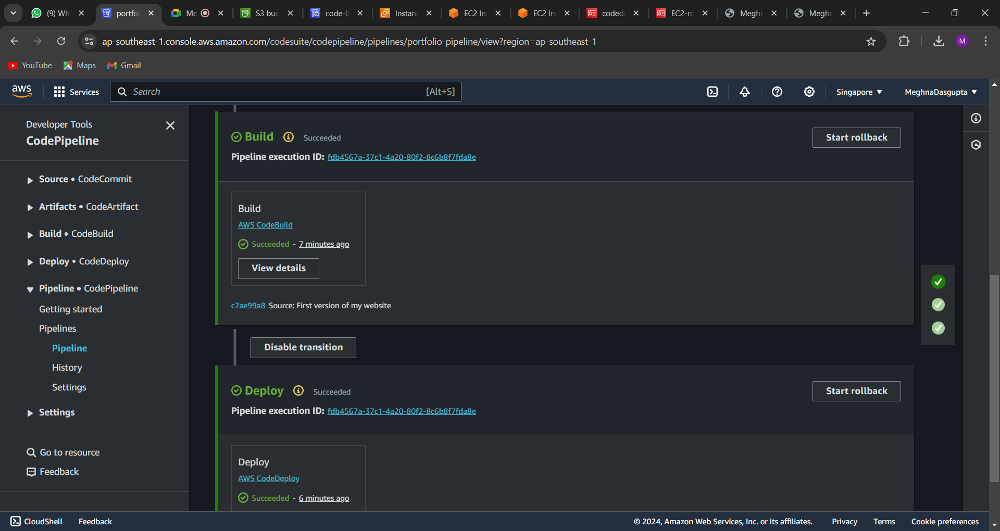 (9) Wh
portfol
Me
S3 buc
code-b
Instanc
EC2 In
EC2 In
coded
EC2-ro
Meghn
Meghn
ap-southeast-1.console.aws.amazon.com/codesuite/codepipeline/pipelines/portfolio-pipeline/view?region=ap-southeast-1
M
YouTube
Maps
Gmail
aws
Services
Search
[Alt+S]
Singapore
MeghnaDasgupta
Developer Tools
CodePipeline
Source • CodeCommit
Artifacts • CodeArtifact
Build • CodeBuild
Deploy • CodeDeploy
Pipeline • CodePipeline
Getting started
Pipelines
Pipeline
History
Settings
Settings
Go to resource
Feedback
Build Succeeded
Start rollback
Pipeline execution ID: fdb4567a-37c1-4a20-80f2-8c6b8f7fda8e
Build
AWS CodeBuild
Succeeded - 7 minutes ago
View details
c7ae99a8 Source: First version of my website
Disable transition
Deploy Succeeded
Start rollback
Pipeline execution ID: fdb4567a-37c1-4a20-80f2-8c6b8f7fda8e
Deploy
AWS CodeDeploy
Succeeded - 6 minutes ago
CloudShell
Feedback
© 2024, Amazon Web Services, Inc. or its affiliates.
Privacy
Terms
Cookie preferences